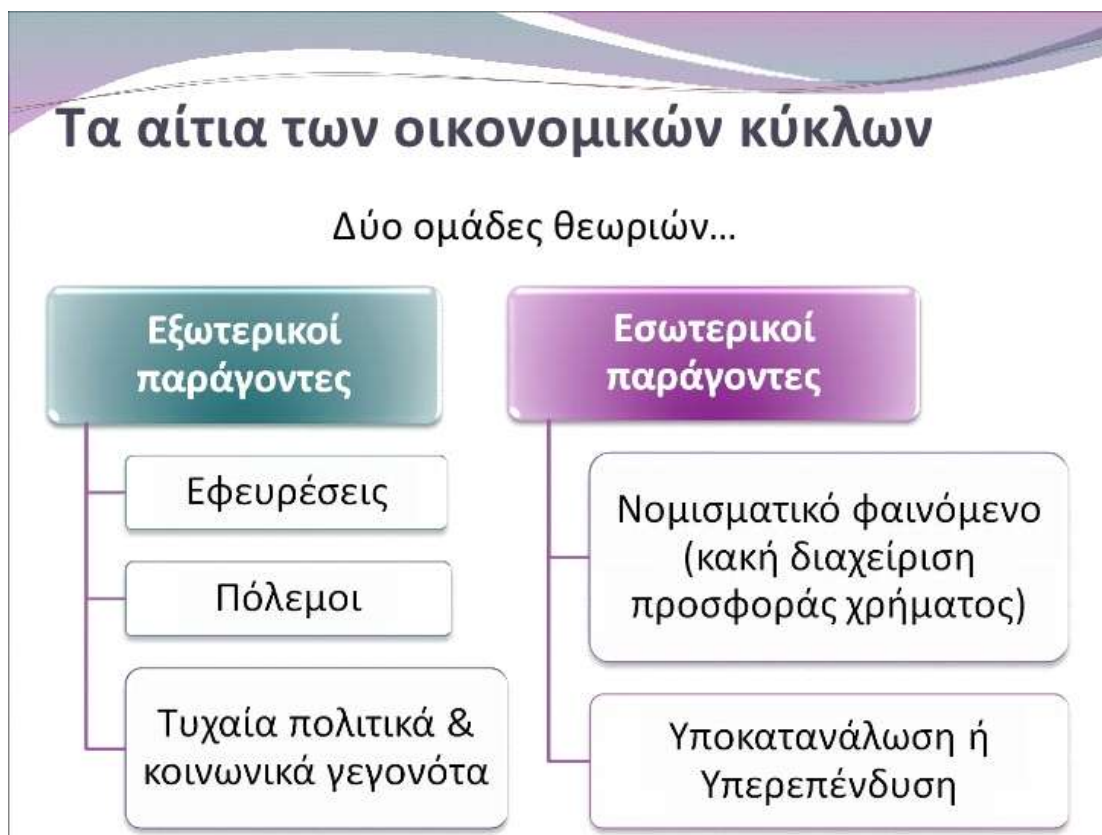 Τα αίτια των οικονομικών κύκλων
Δύο ομάδες θεωριών...
Εξωτερικοί
παράγοντες
Εφευρέσεις
Πόλεμοι
Τυχαία πολιτικά &
κοινωνικά γεγονότα
Εσωτερικοί
παράγοντες
Νομισματικό φαινόμενο
(κακή διαχείριση
προσφοράς χρήματος)
Υποκατανάλωση ή
Υπερεπένδυση